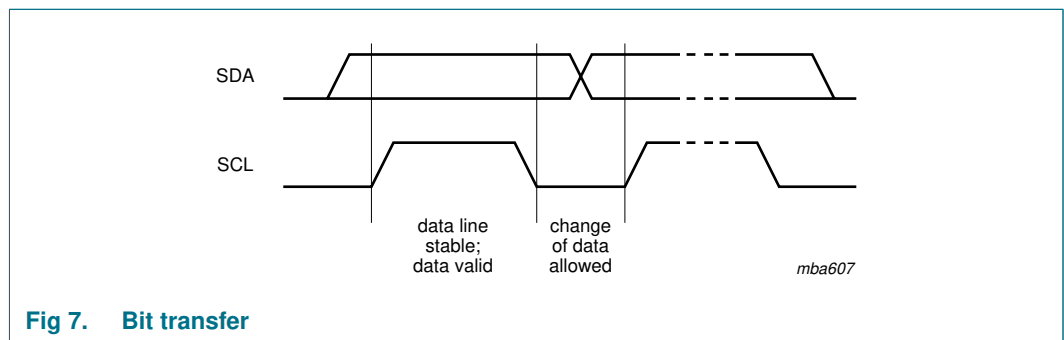 SDA
SCL
data line
stable;
data valid
change
of data
allowed
mba607
Fig 7. Bit transfer